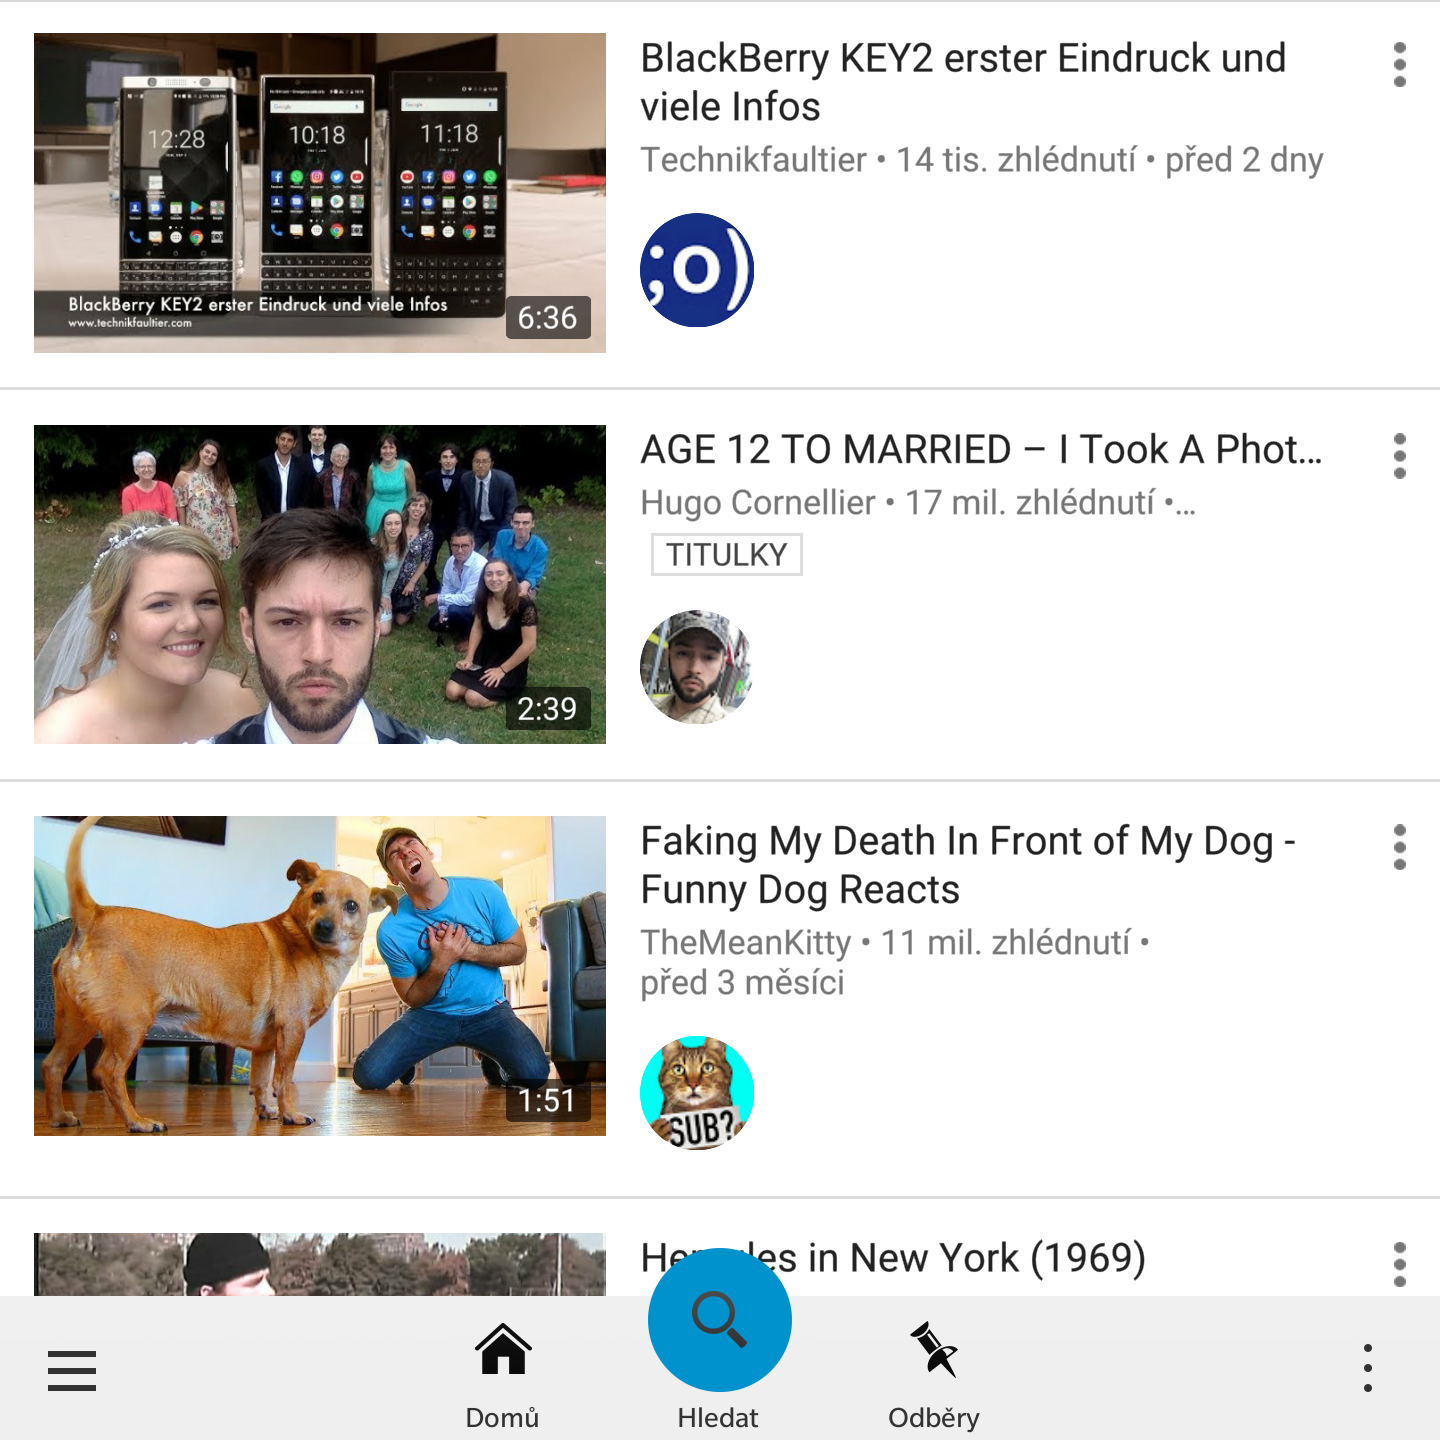 BlackBerry KEY2 erster Eindruck und
viele Infos
Technikfaultier • 14 tis. zhlédnutí • před 2 dny
;o)
12:28
10:18
11:18
Google
Google
BlackBerry KEY2 erster Eindruck und viele Infos
www.technikfaultier.com
6:36
AGE 12 TO MARRIED – I Took A Phot...
Hugo Cornellier • 17 mil. zhlédnutí •...
TITULKY
2:39
Faking My Death In Front of My Dog -
Funny Dog Reacts
TheMeanKitty • 11 mil. zhlédnutí •
před 3 měsíci
SUB?
1:51
in New York (1969)
Domů
Hledat
Odběry